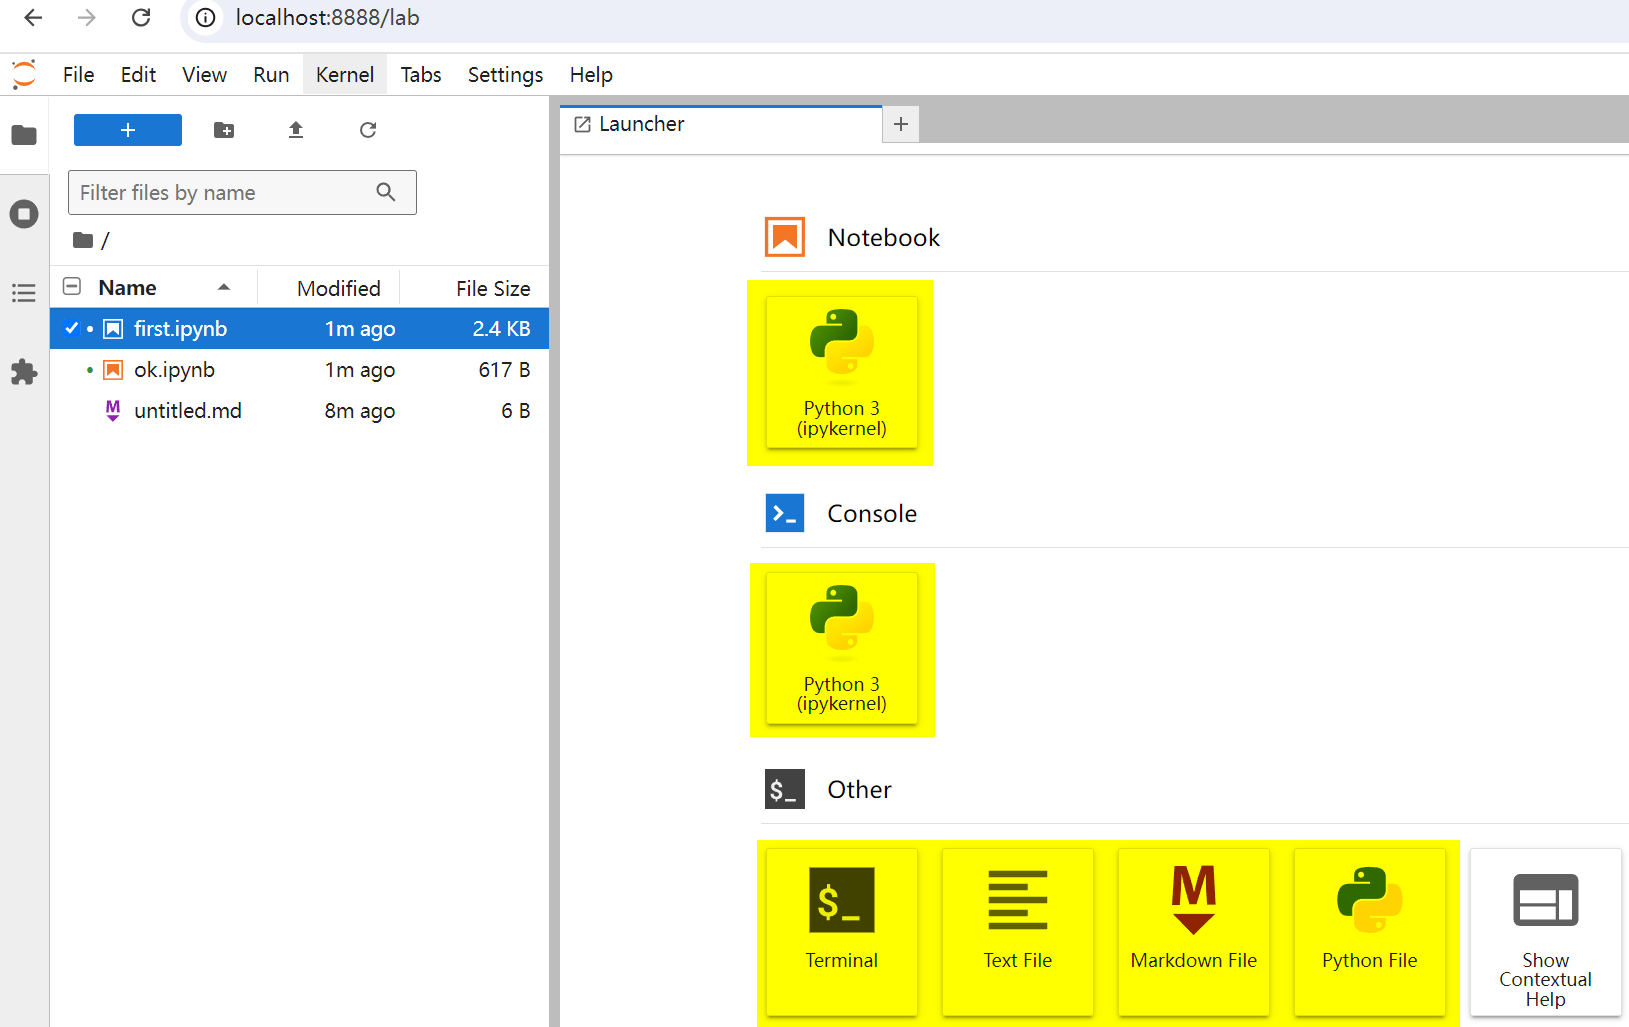 localhost:8888/lab
File Edit View Run Kernel Tabs Settings Help
Launcher
Filter files by name
/
Name Modified File Size
first.ipynb 1m ago 2.4 KB
ok.ipynb 1m ago 617 B
untitled.md 8m ago 6 B
Notebook
Python 3
(ipykernel)
Console
Python 3
(ipykernel)
$_ Other
$_
Terminal
Text File
M
Markdown File
Python File
Show
Contextual
Help